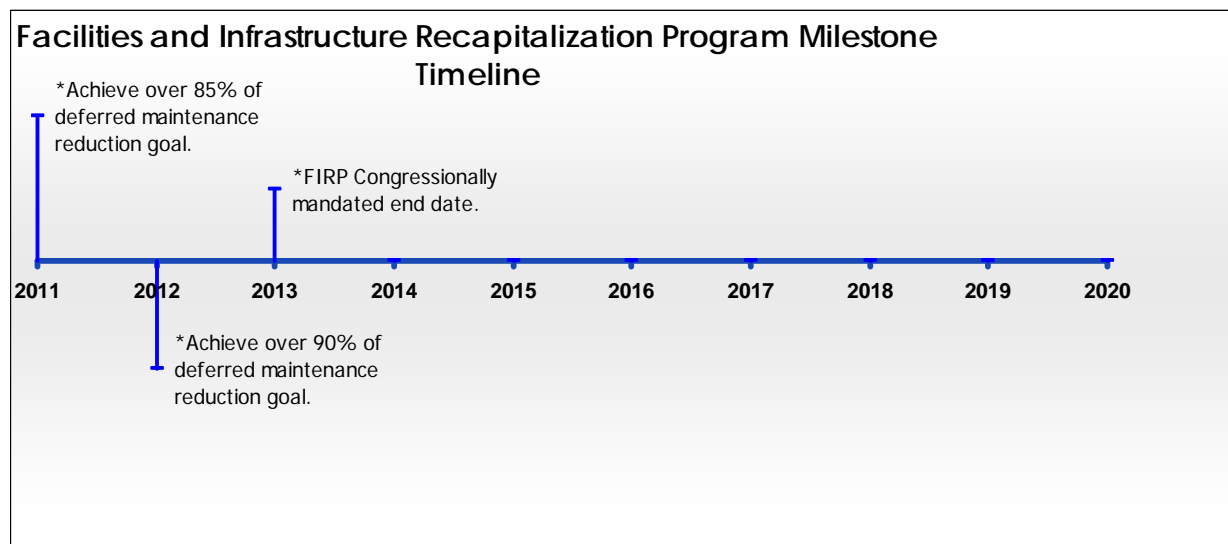 Facilities and Infrastructure Recapitalization Program Milestone
Timeline
*Achieve over 85% of
deferred maintenance
reduction goal.
*FIRP Congressionally
mandated end date.
2011 2012 2013 2014 2015 2016 2017 2018 2019 2020
*Achieve over 90% of
deferred maintenance
reduction goal.